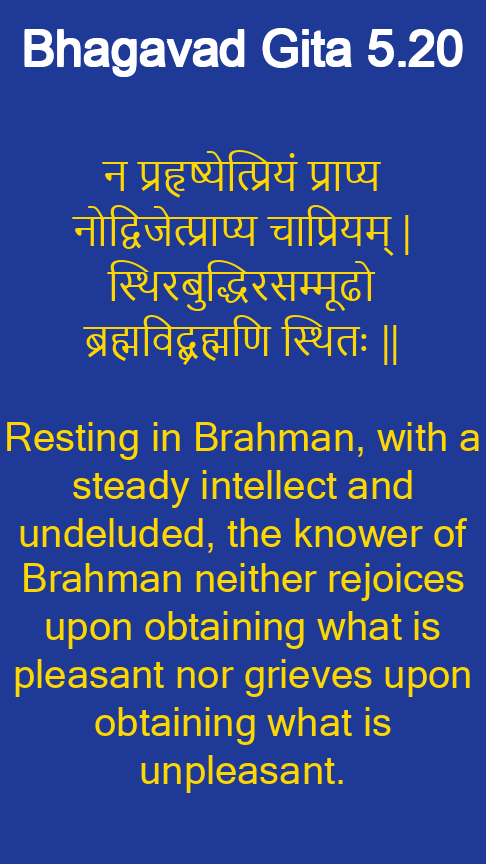 Bhagavad Gita 5.20
न प्रहृष्येत्प्रियं प्राप्य
नोद्विजेत्प्राप्य चाप्रियम् |
स्थिरबुद्धिरसम्मूढो
ब्रह्मविद्ब्रह्मणि स्थितः ||
Resting in Brahman, with a
steady intellect and
undeluded, the knower of
Brahman neither rejoices
upon obtaining what is
pleasant nor grieves upon
obtaining what is
unpleasant.